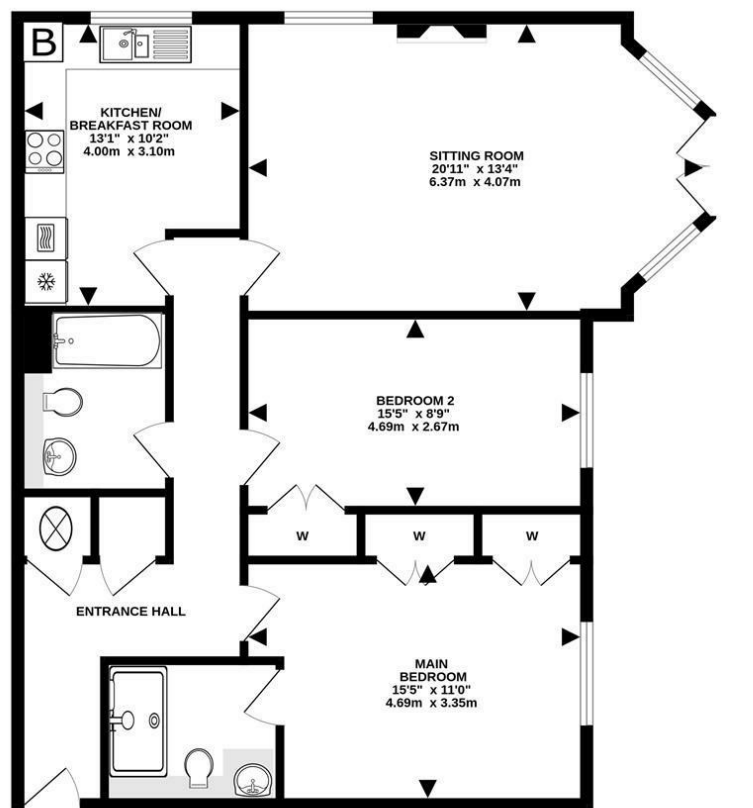 B
KITCHEN/
BREAKFAST ROOM
13'1" x 10'2"
4.00m x 3.10m
SITTING ROOM
20'11" x 13'4"
6.37m x 4.07m
BEDROOM 2
15'5" x 8'9"
4.69m x 2.67m
W
W
W
ENTRANCE HALL
MAIN
BEDROOM
15'5" x 11'0"
4.69m x 3.35m